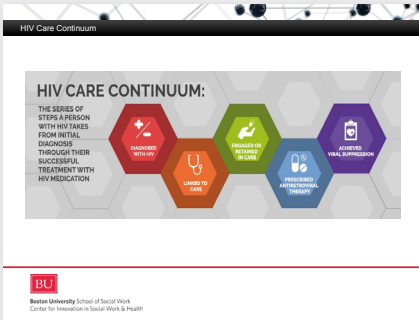 HIV Care Continuum
HIV CARE CONTINUUM:
THE SERIES OF
STEPS A PERSON
WITH HIV TAKES
FROM INITIAL
DIAGNOSIS
THROUGH THEIR
SUCCESSFUL
TREATMENT WITH
HIV MEDICATION
DIAGNOSED
WITH HIV
LINKED TO
CARE
ENGAGED OR
RETAINED
IN CARE
PRESCRIBED
ANTIRETROVIRAL
THERAPY
ACHIEVED
VIRAL SUPPRESSION
BU
Boston University School of Social Work
Center for Innovation in Social Work & Health